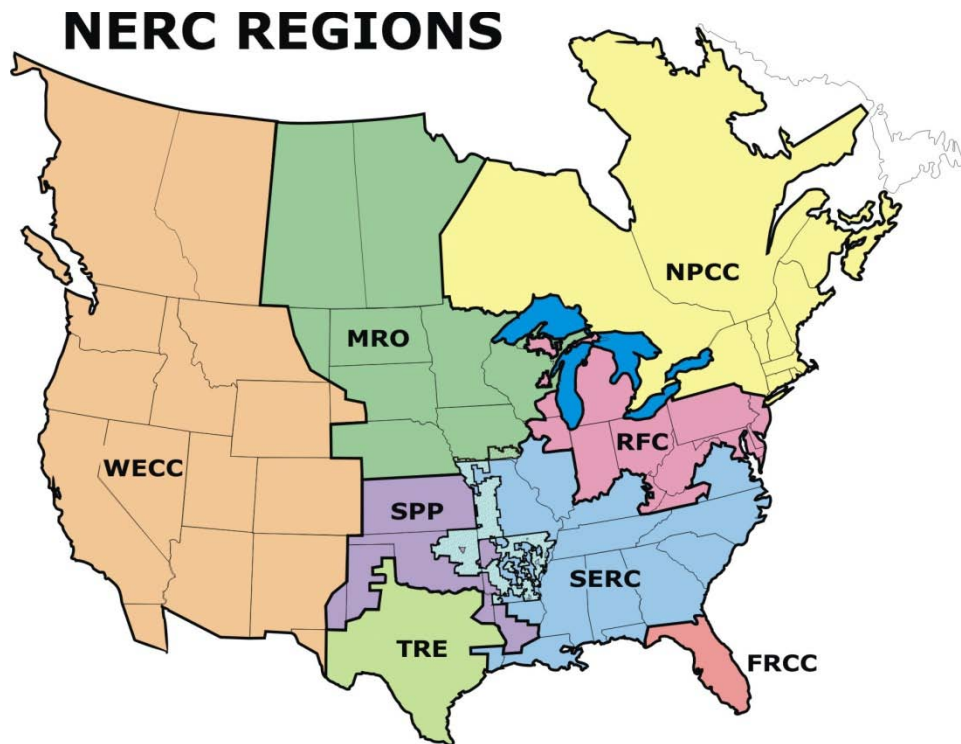 NERC REGIONS
NPCC
MRO
RFC
WECC
SPP
SERC
TRE
FRCC